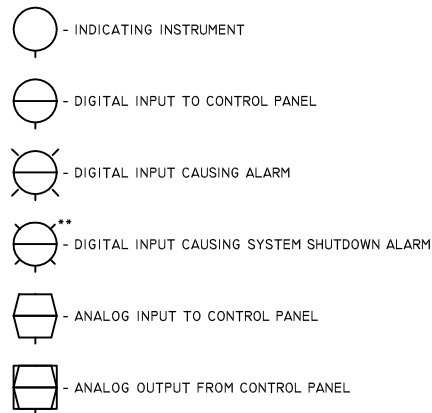 - INDICATING INSTRUMENT
- DIGITAL INPUT TO CONTROL PANEL
- DIGITAL INPUT CAUSING ALARM
**
- DIGITAL INPUT CAUSING SYSTEM SHUTDOWN ALARM
- ANALOG INPUT TO CONTROL PANEL
- ANALOG OUTPUT FROM CONTROL PANEL